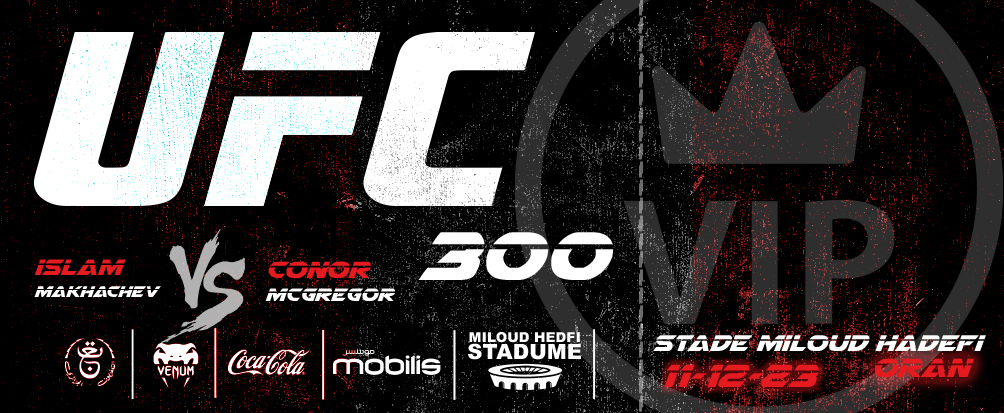 UFC
300
ISLAM
MAKHACHEV
VS
CONOR
MCGREGOR
VENUM
Coca-Cola
موبيليس
mobilis
MILOUD HEDFI
STADUME
VIP
STADE MILOUD HADEFI
11-12-23
ORAN